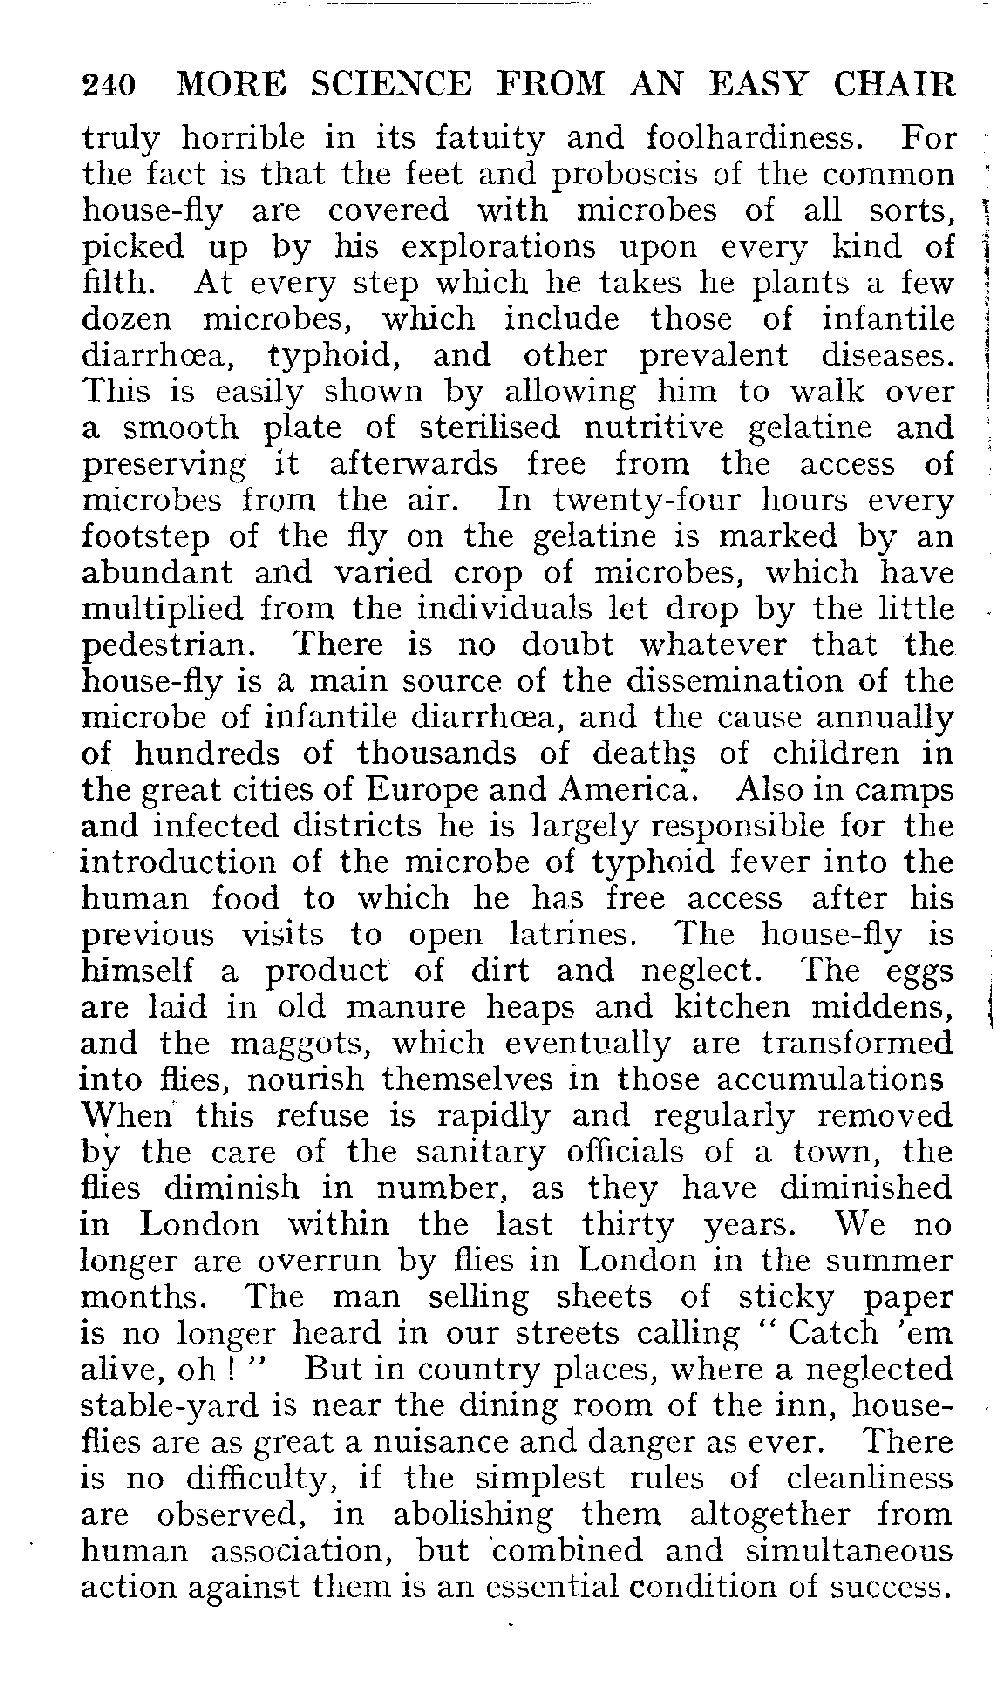 240 MORE SCIENCE FROM AN EASY CHAIR
truly horrible in its fatuity and foolhardiness. For
the fact is that the feet and proboscis of the common
house-fly are covered with microbes of all sorts,
picked up by his explorations upon every kind of
filth. At every step which he takes he plants a few
dozen microbes, which include those of infantile
diarrhœa, typhoid, and other prevalent diseases.
This is easily shown by allowing him to walk over
a smooth plate of sterilised nutritive gelatine and
preserving it afterwards free from the access of
microbes from the air. In twenty-four hours every
footstep of the fly on the gelatine is marked by an
abundant and varied crop of microbes, which have
multiplied from the individuals let drop by the little
pedestrian. There is no doubt whatever that the
house-fly is a main source of the dissemination of the
microbe of infantile diarrhœa, and the cause annually
of hundreds of thousands of deaths of children in
the great cities of Europe and America. Also in camps
and infected districts he is largely responsible for the
introduction of the microbe of typhoid fever into the
human food to which he has free access after his
previous visits to open latrines. The house-fly is
himself a product of dirt and neglect. The eggs
are laid in old manure heaps and kitchen middens,
and the maggots, which eventually are transformed
into flies, nourish themselves in those accumulations
When this refuse is rapidly and regularly removed
by the care of the sanitary officials of a town, the
flies diminish in number, as they have diminished
in London within the last thirty years. We no
longer are overrun by flies in London in the summer
months. The man selling sheets of sticky paper
is no longer heard in our streets calling “ Catch ’em
alive, oh ! ” But in country places, where a neglected
stable-yard is near the dining room of the inn, house-
flies are as great a nuisance and danger as ever. There
is no difficulty, if the simplest rules of cleanliness
are observed, in abolishing them altogether from
human association, but combined and simultaneous
action against them is an essential condition of success.